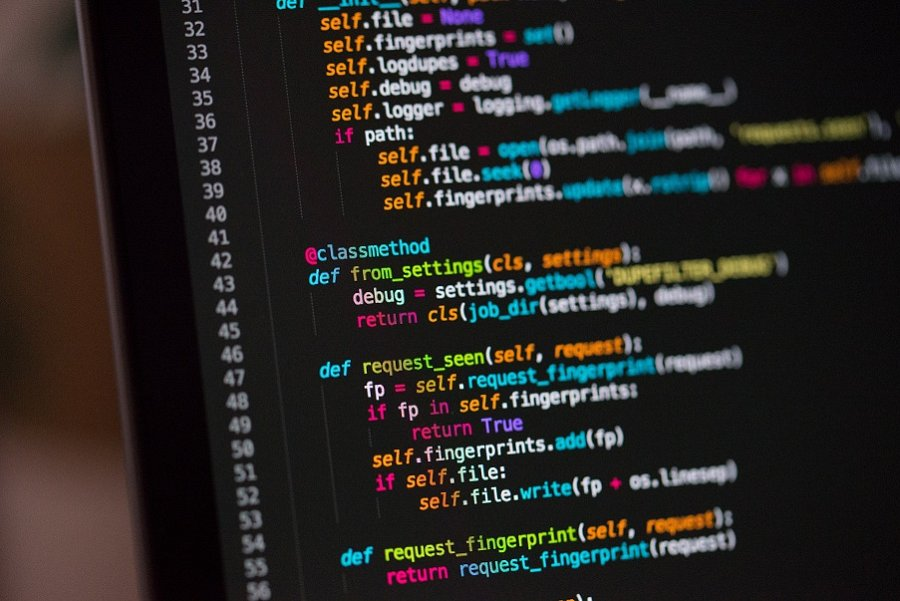 31 def __init__(self,
32 self.file = None
33 self.fingerprints = set()
34 self.logdupes = True
35 self.debug = debug
36 self.logger = logging.getLogger(__name__)
37 if path:
38 self.file = open(os.path.join(path, 'requests.seen'),
39 self.file.seek(0)
40 self.fingerprints.update(x.rstrip() for x in self.file
41
42 @classmethod
43 def from_settings(cls, settings):
44 debug = settings.getbool('DUPEFILTER_DEBUG')
45 return cls(job_dir(settings), debug)
46
47 def request_seen(self, request):
48 fp = self.request_fingerprint(request)
49 if fp in self.fingerprints:
50 return True
51 self.fingerprints.add(fp)
52 if self.file:
53 self.file.write(fp + os.linesep)
54
55 def request_fingerprint(self, request):
56 return request_fingerprint(request)